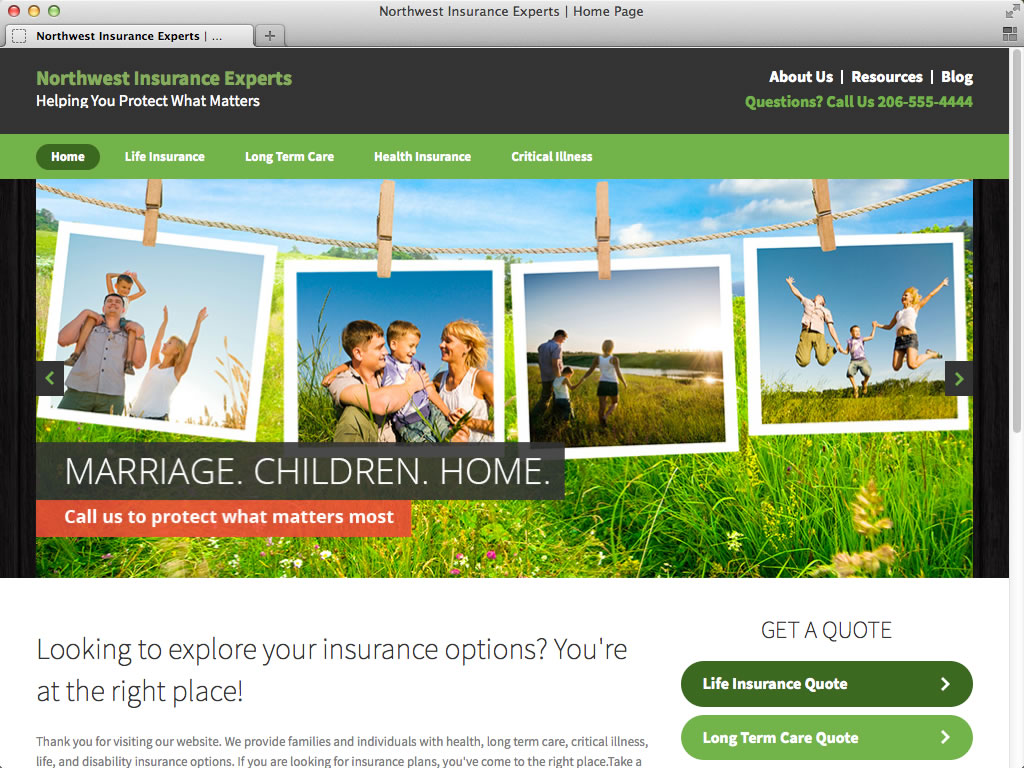 Northwest Insurance Experts | Home Page
Northwest Insurance Experts | ...
Northwest Insurance Experts
Helping You Protect What Matters
About Us | Resources | Blog
Questions? Call Us 206-555-4444
Home Life Insurance Long Term Care Health Insurance Critical Illness
MARRIAGE. CHILDREN. HOME.
Call us to protect what matters most
Looking to explore your insurance options? You're
at the right place!
Thank you for visiting our website. We provide families and individuals with health, long term care, critical illness,
life, and disability insurance options. If you are looking for insurance plans, you've come to the right place.Take a
GET A QUOTE
Life Insurance Quote
Long Term Care Quote